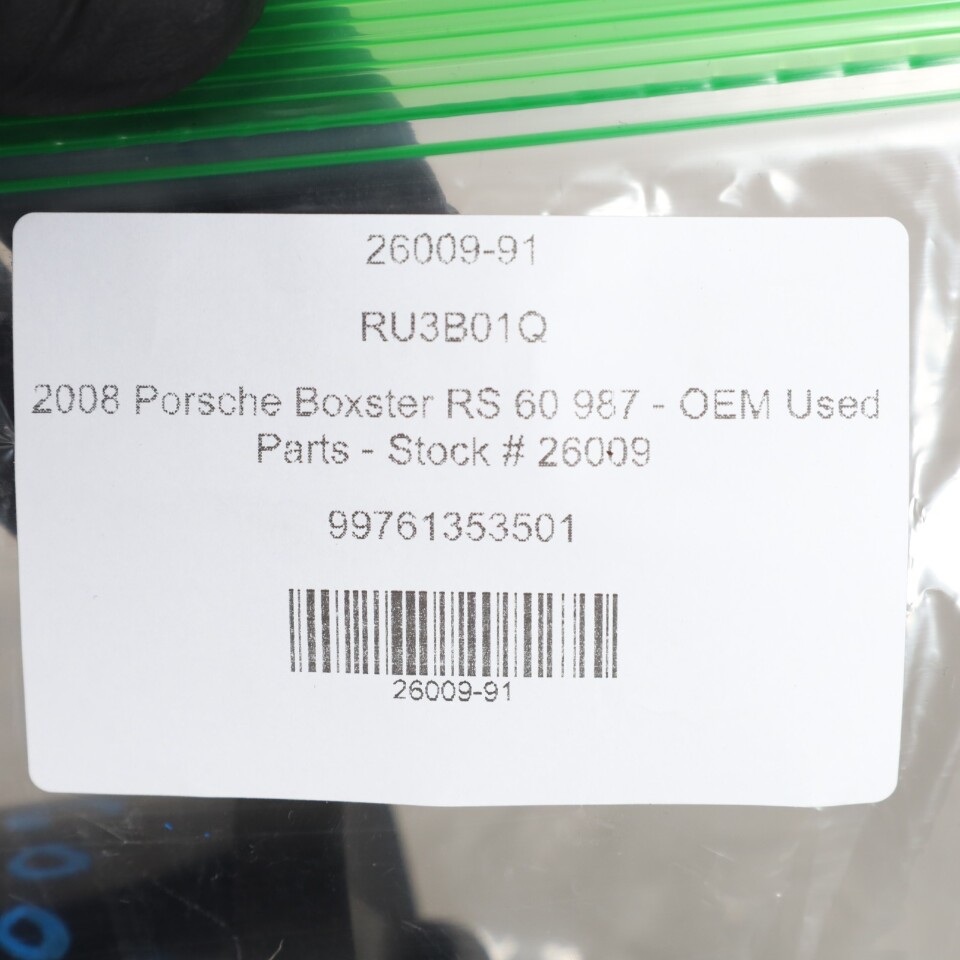 26009-91
RU3B01Q
2008 Porsche Boxster RS 60 987 - OEM Used
Parts - Stock # 26009
99761353501
26009-91